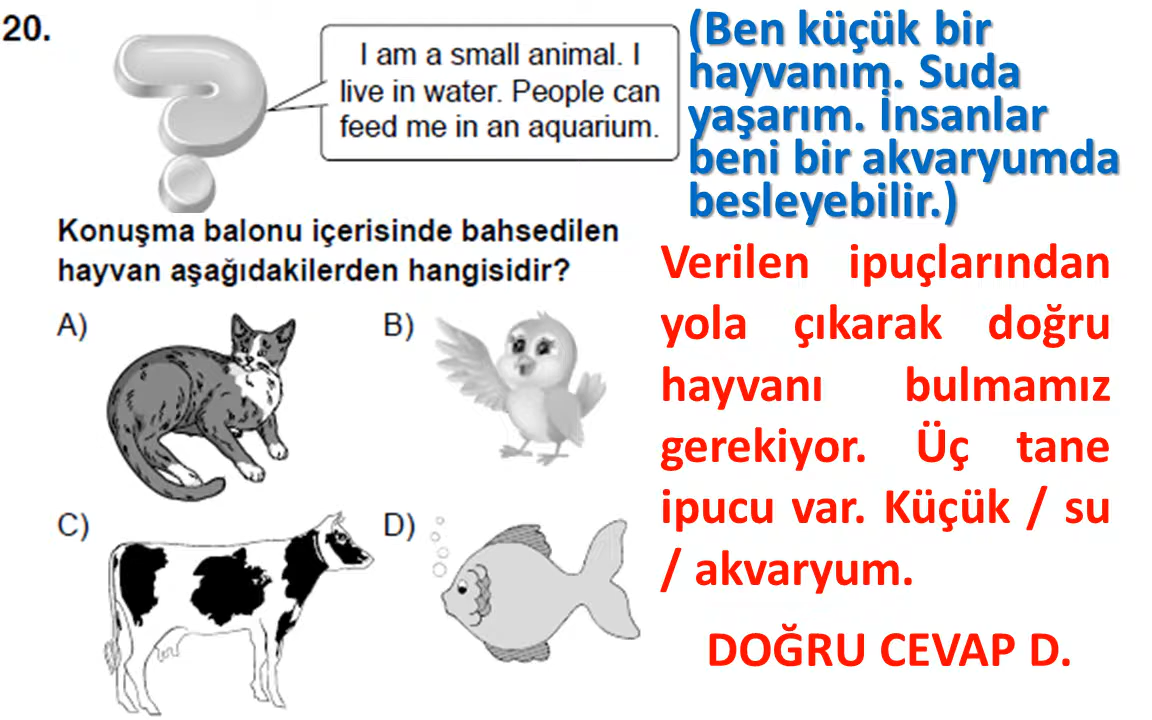 20.
I am a small animal. I
live in water. People can
feed me in an aquarium.
(Ben küçük bir
hayvanım. Suda
yaşarım. İnsanlar
beni bir akvaryumda
besleyebilir.)
Konuşma balonu içerisinde bahsedilen
hayvan aşağıdakilerden hangisidir?
A)
B)
C)
D)
Verilen ipuçlarından
yola çıkarak doğru
hayvanı bulmamız
gerekiyor. Üç tane
ipucu var. Küçük / su
/ akvaryum.
DOĞRU CEVAP D.